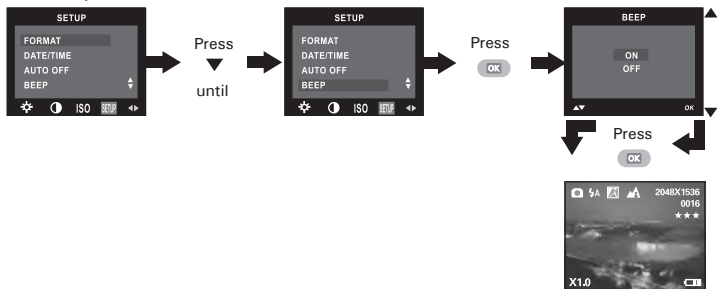 SETUP
FORMAT
DATE/TIME
AUTO OFF
BEEP
ISO SETUP
Press
until
SETUP
FORMAT
DATE/TIME
AUTO OFF
BEEP
ISO SETUP
Press
OK
BEEP
ON
OFF
OK
Press
OK
A 2048X1536
0016
X1.0